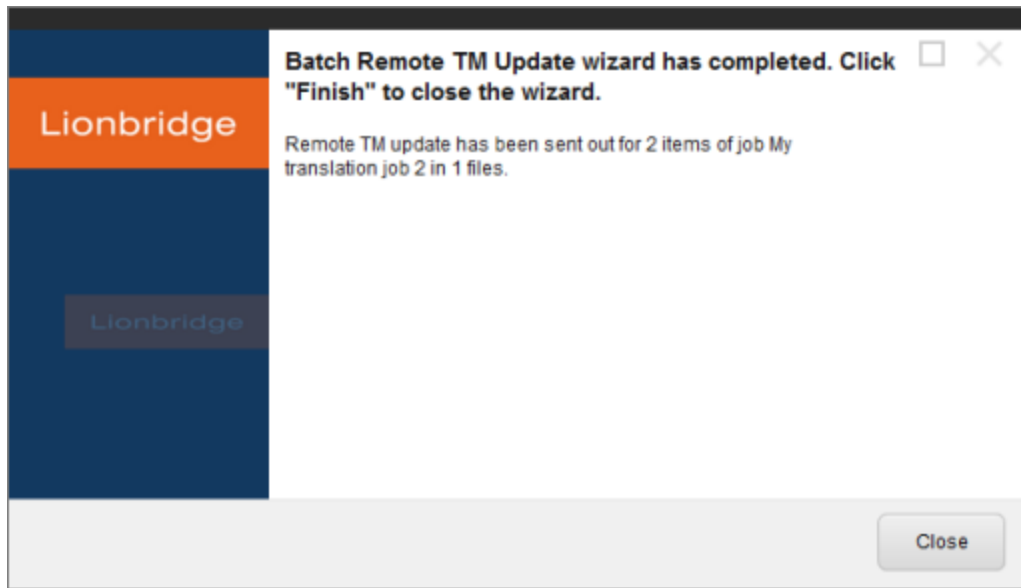 Batch Remote TM Update wizard has completed. Click
"Finish" to close the wizard.
Lionbridge
Remote TM update has been sent out for 2 items of job My
translation job 2 in 1 files.
Lionbridge
Close